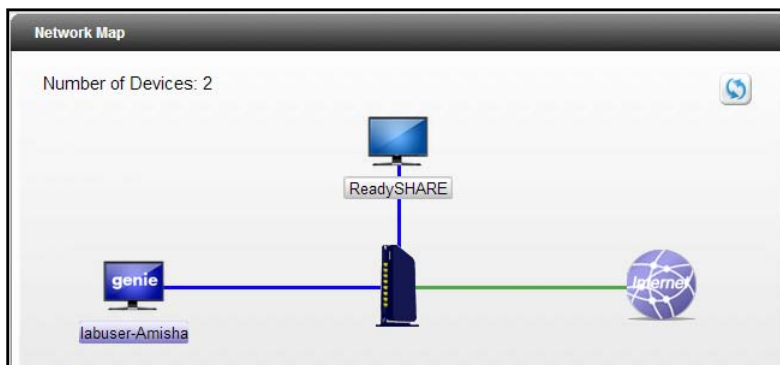 Network Map
Number of Devices: 2
ReadySHARE
genie
Internet
labuser-Amisha